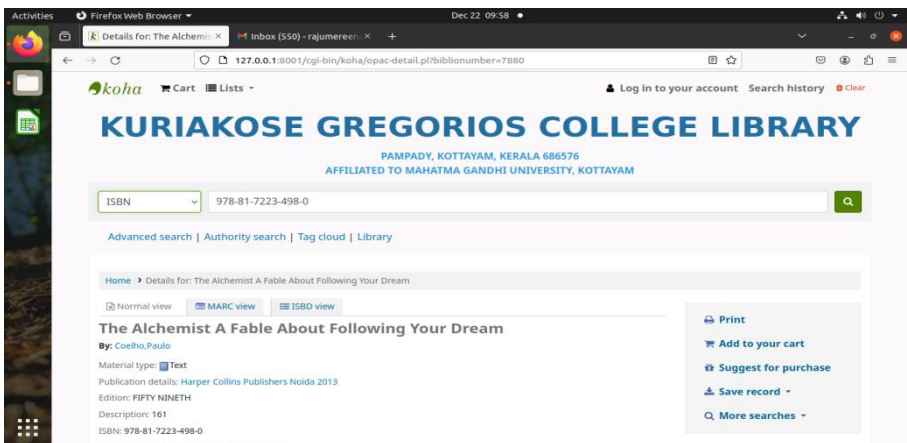 Activities Firefox Web Browser Dec 22 09:58
Details for: The Alchemis × Inbox (550) - rajumereen × +
127.0.0.1:8001/cgi-bin/koha/opac-detail.pl?biblionumber=7880
koha Cart Lists Log in to your account Search history Clear
KURIAKOSE GREGORIOS COLLEGE LIBRARY
PAMPADY, KOTTAYAM, KERALA 686576
AFFILIATED TO MAHATMA GANDHI UNIVERSITY, KOTTAYAM
ISBN 978-81-7223-498-0
Advanced search | Authority search | Tag cloud | Library
Home Details for: The Alchemist A Fable About Following Your Dream
Normal view MARC view ISBD view
The Alchemist A Fable About Following Your Dream
By: Coelho,Paulo
Material type: Text
Publication details: Harper Collins Publishers Noida 2013
Edition: FIFTY NINETH
Description: 161
ISBN: 978-81-7223-498-0
Print
Add to your cart
Suggest for purchase
Save record
More searches